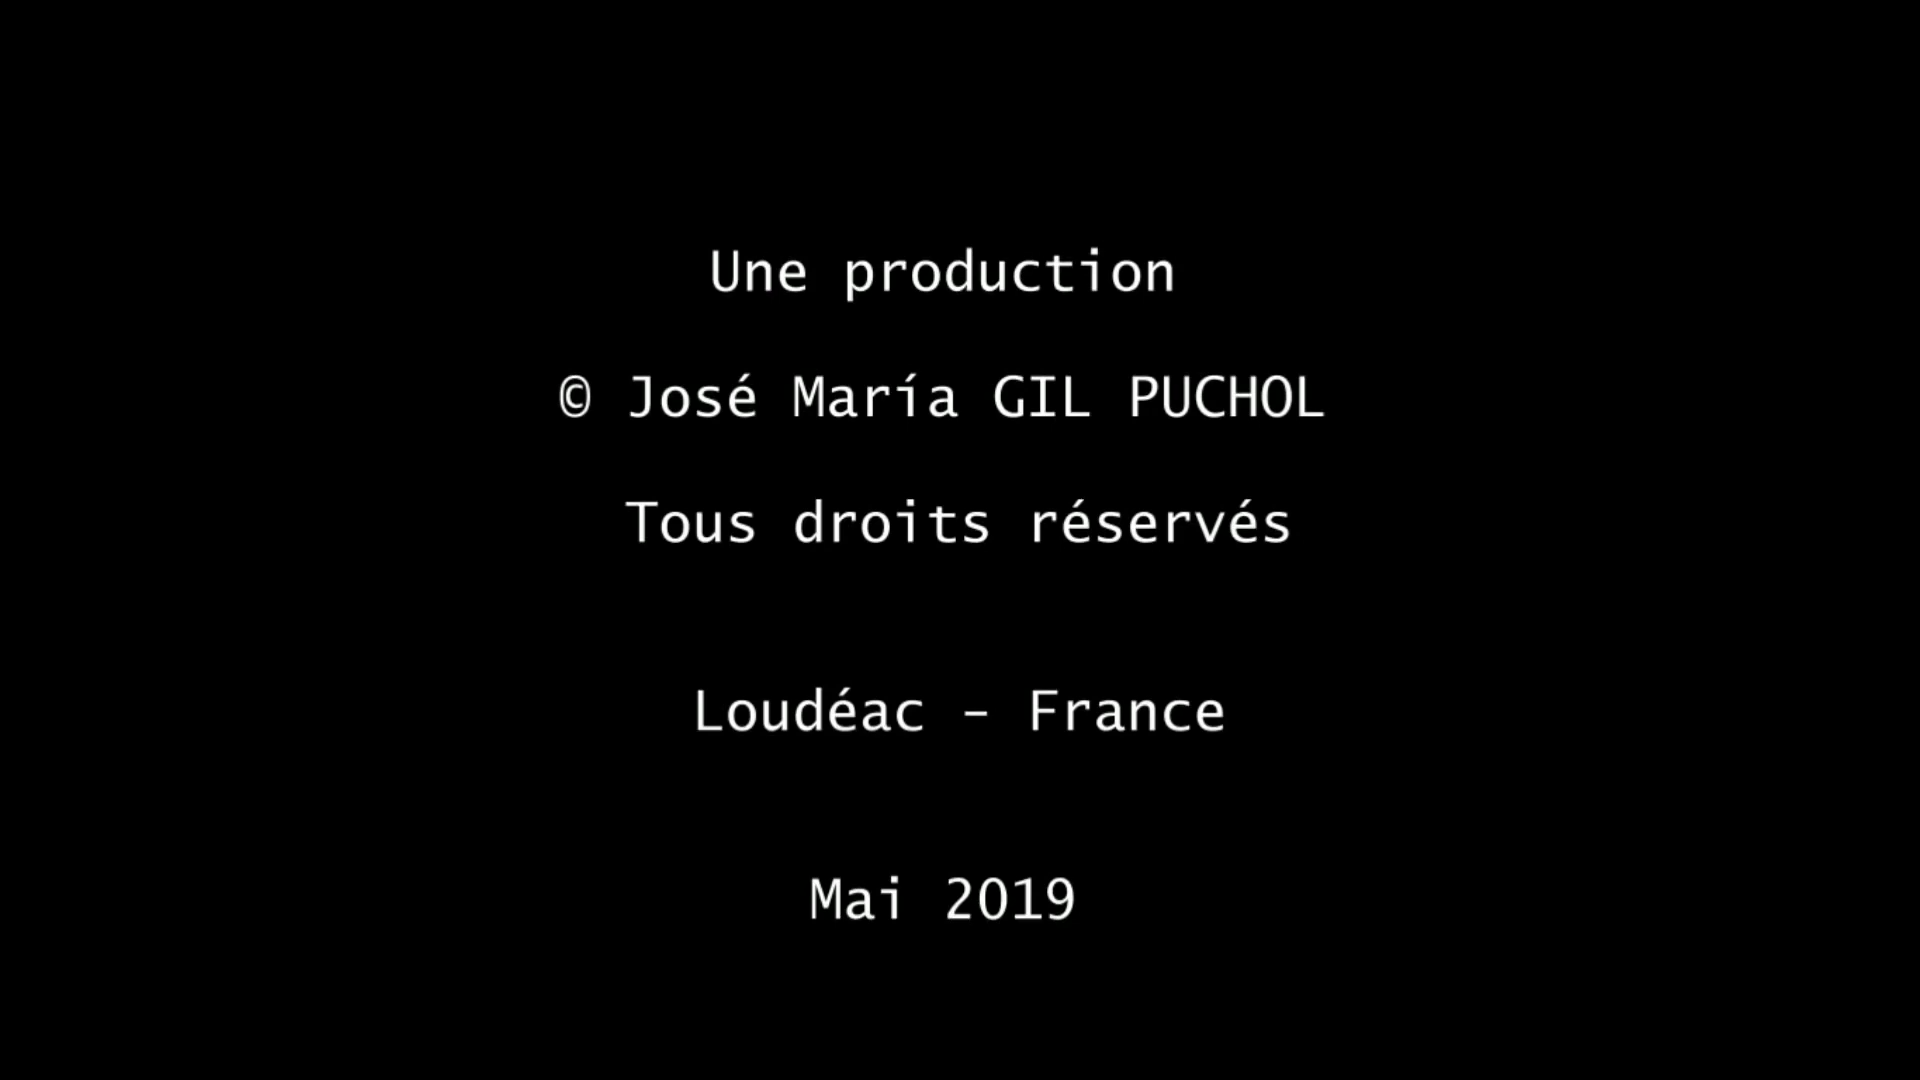 Une production
© José María GIL PUCHOL
Tous droits réservés
Loudéac - France
Mai 2019